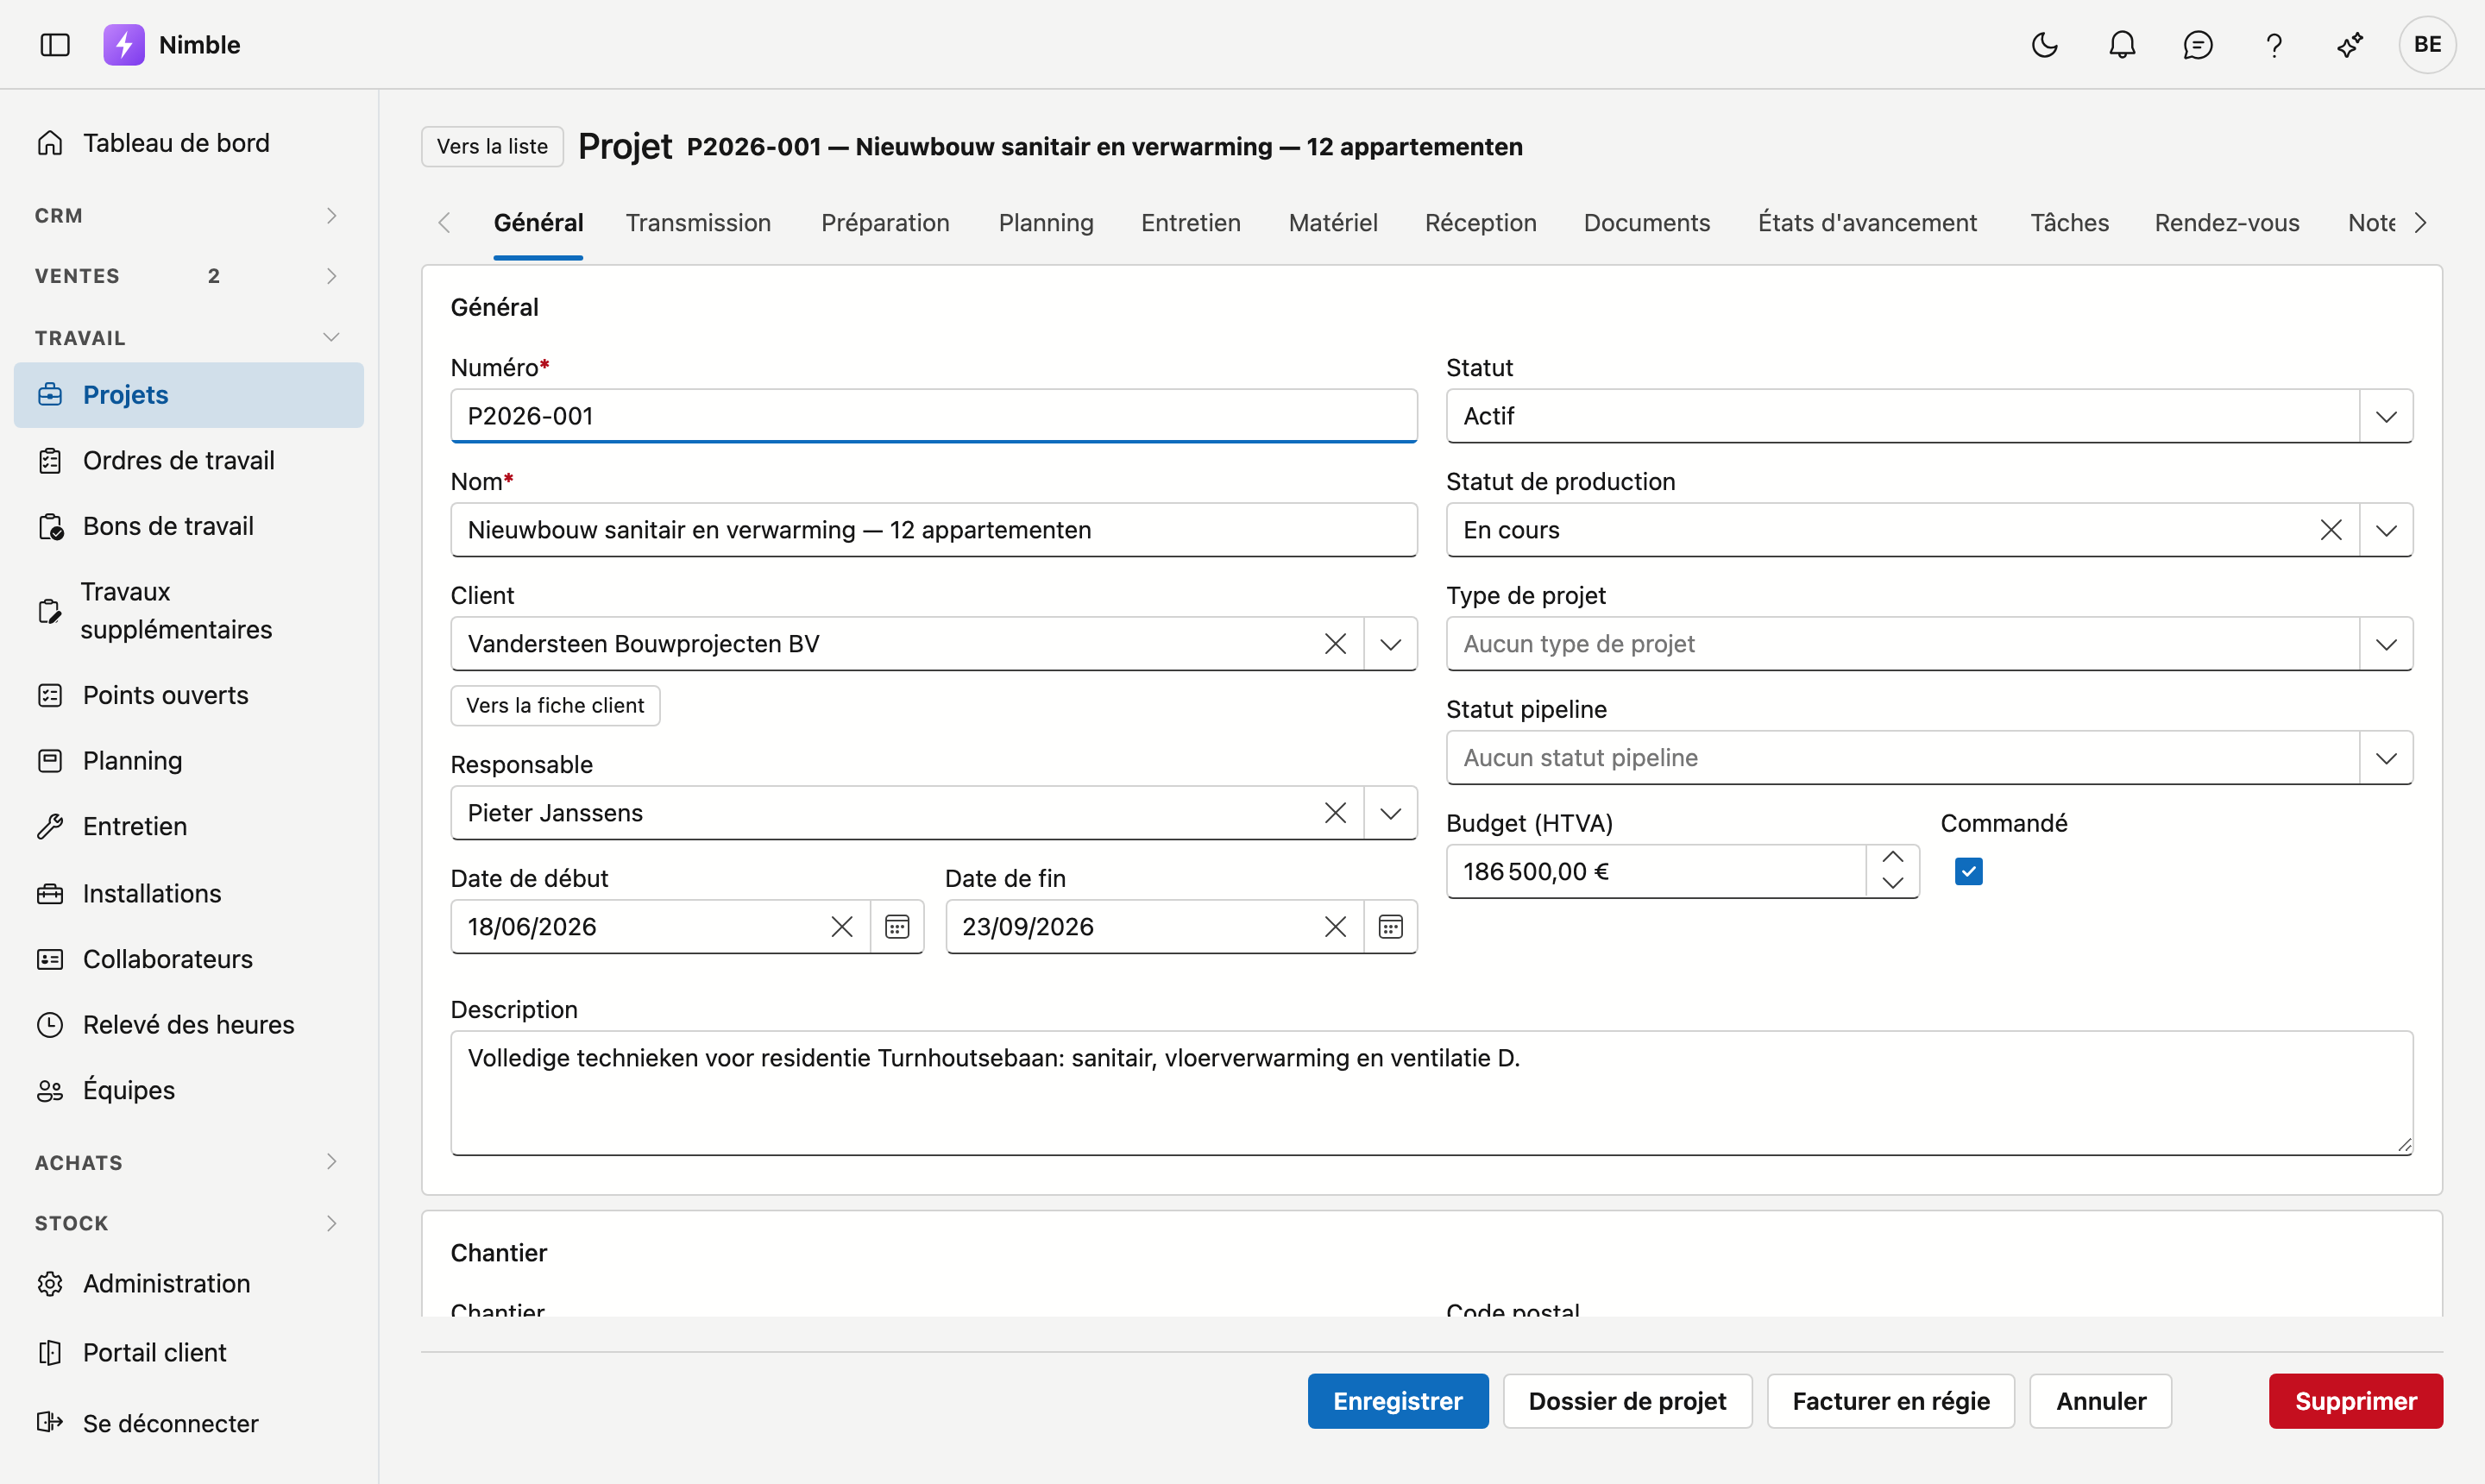 Nimble
BE
Tableau de bord
CRM
VENTES 2
TRAVAIL
Projets
Ordres de travail
Bons de travail
Travaux
supplémentaires
Points ouverts
Planning
Entretien
Installations
Collaborateurs
Relevé des heures
Équipes
ACHATS
STOCK
Administration
Portail client
Se déconnecter
Vers la liste Projet P2026-001 — Nieuwbouw sanitair en verwarming — 12 appartementen
Général Transmission Préparation Planning Entretien Matériel Réception Documents États d'avancement Tâches Rendez-vous Note
Général
Numéro*
P2026-001
Nom*
Nieuwbouw sanitair en verwarming — 12 appartementen
Client
Vandersteen Bouwprojecten BV
Vers la fiche client
Responsable
Pieter Janssens
Date de début Date de fin
18/06/2026 23/09/2026
Statut
Actif
Statut de production
En cours
Type de projet
Aucun type de projet
Statut pipeline
Aucun statut pipeline
Budget (HTVA) Commandé
186 500,00 €
Description
Volledige technieken voor residentie Turnhoutsebaan: sanitair, vloerverwarming en ventilatie D.
Chantier
Chantier Code postal
Enregistrer Dossier de projet Facturer en régie Annuler Supprimer